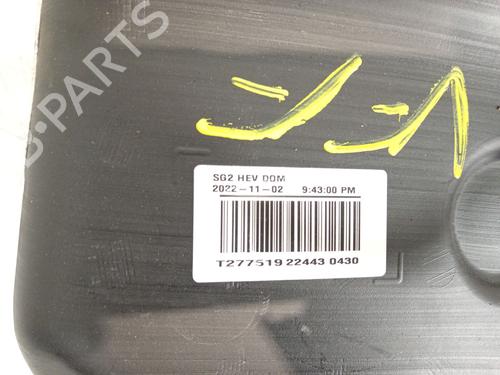 B-PARTS
SG2 HEV DOM
2022-11-02 9:43:00 PM
T277519 22443 0430